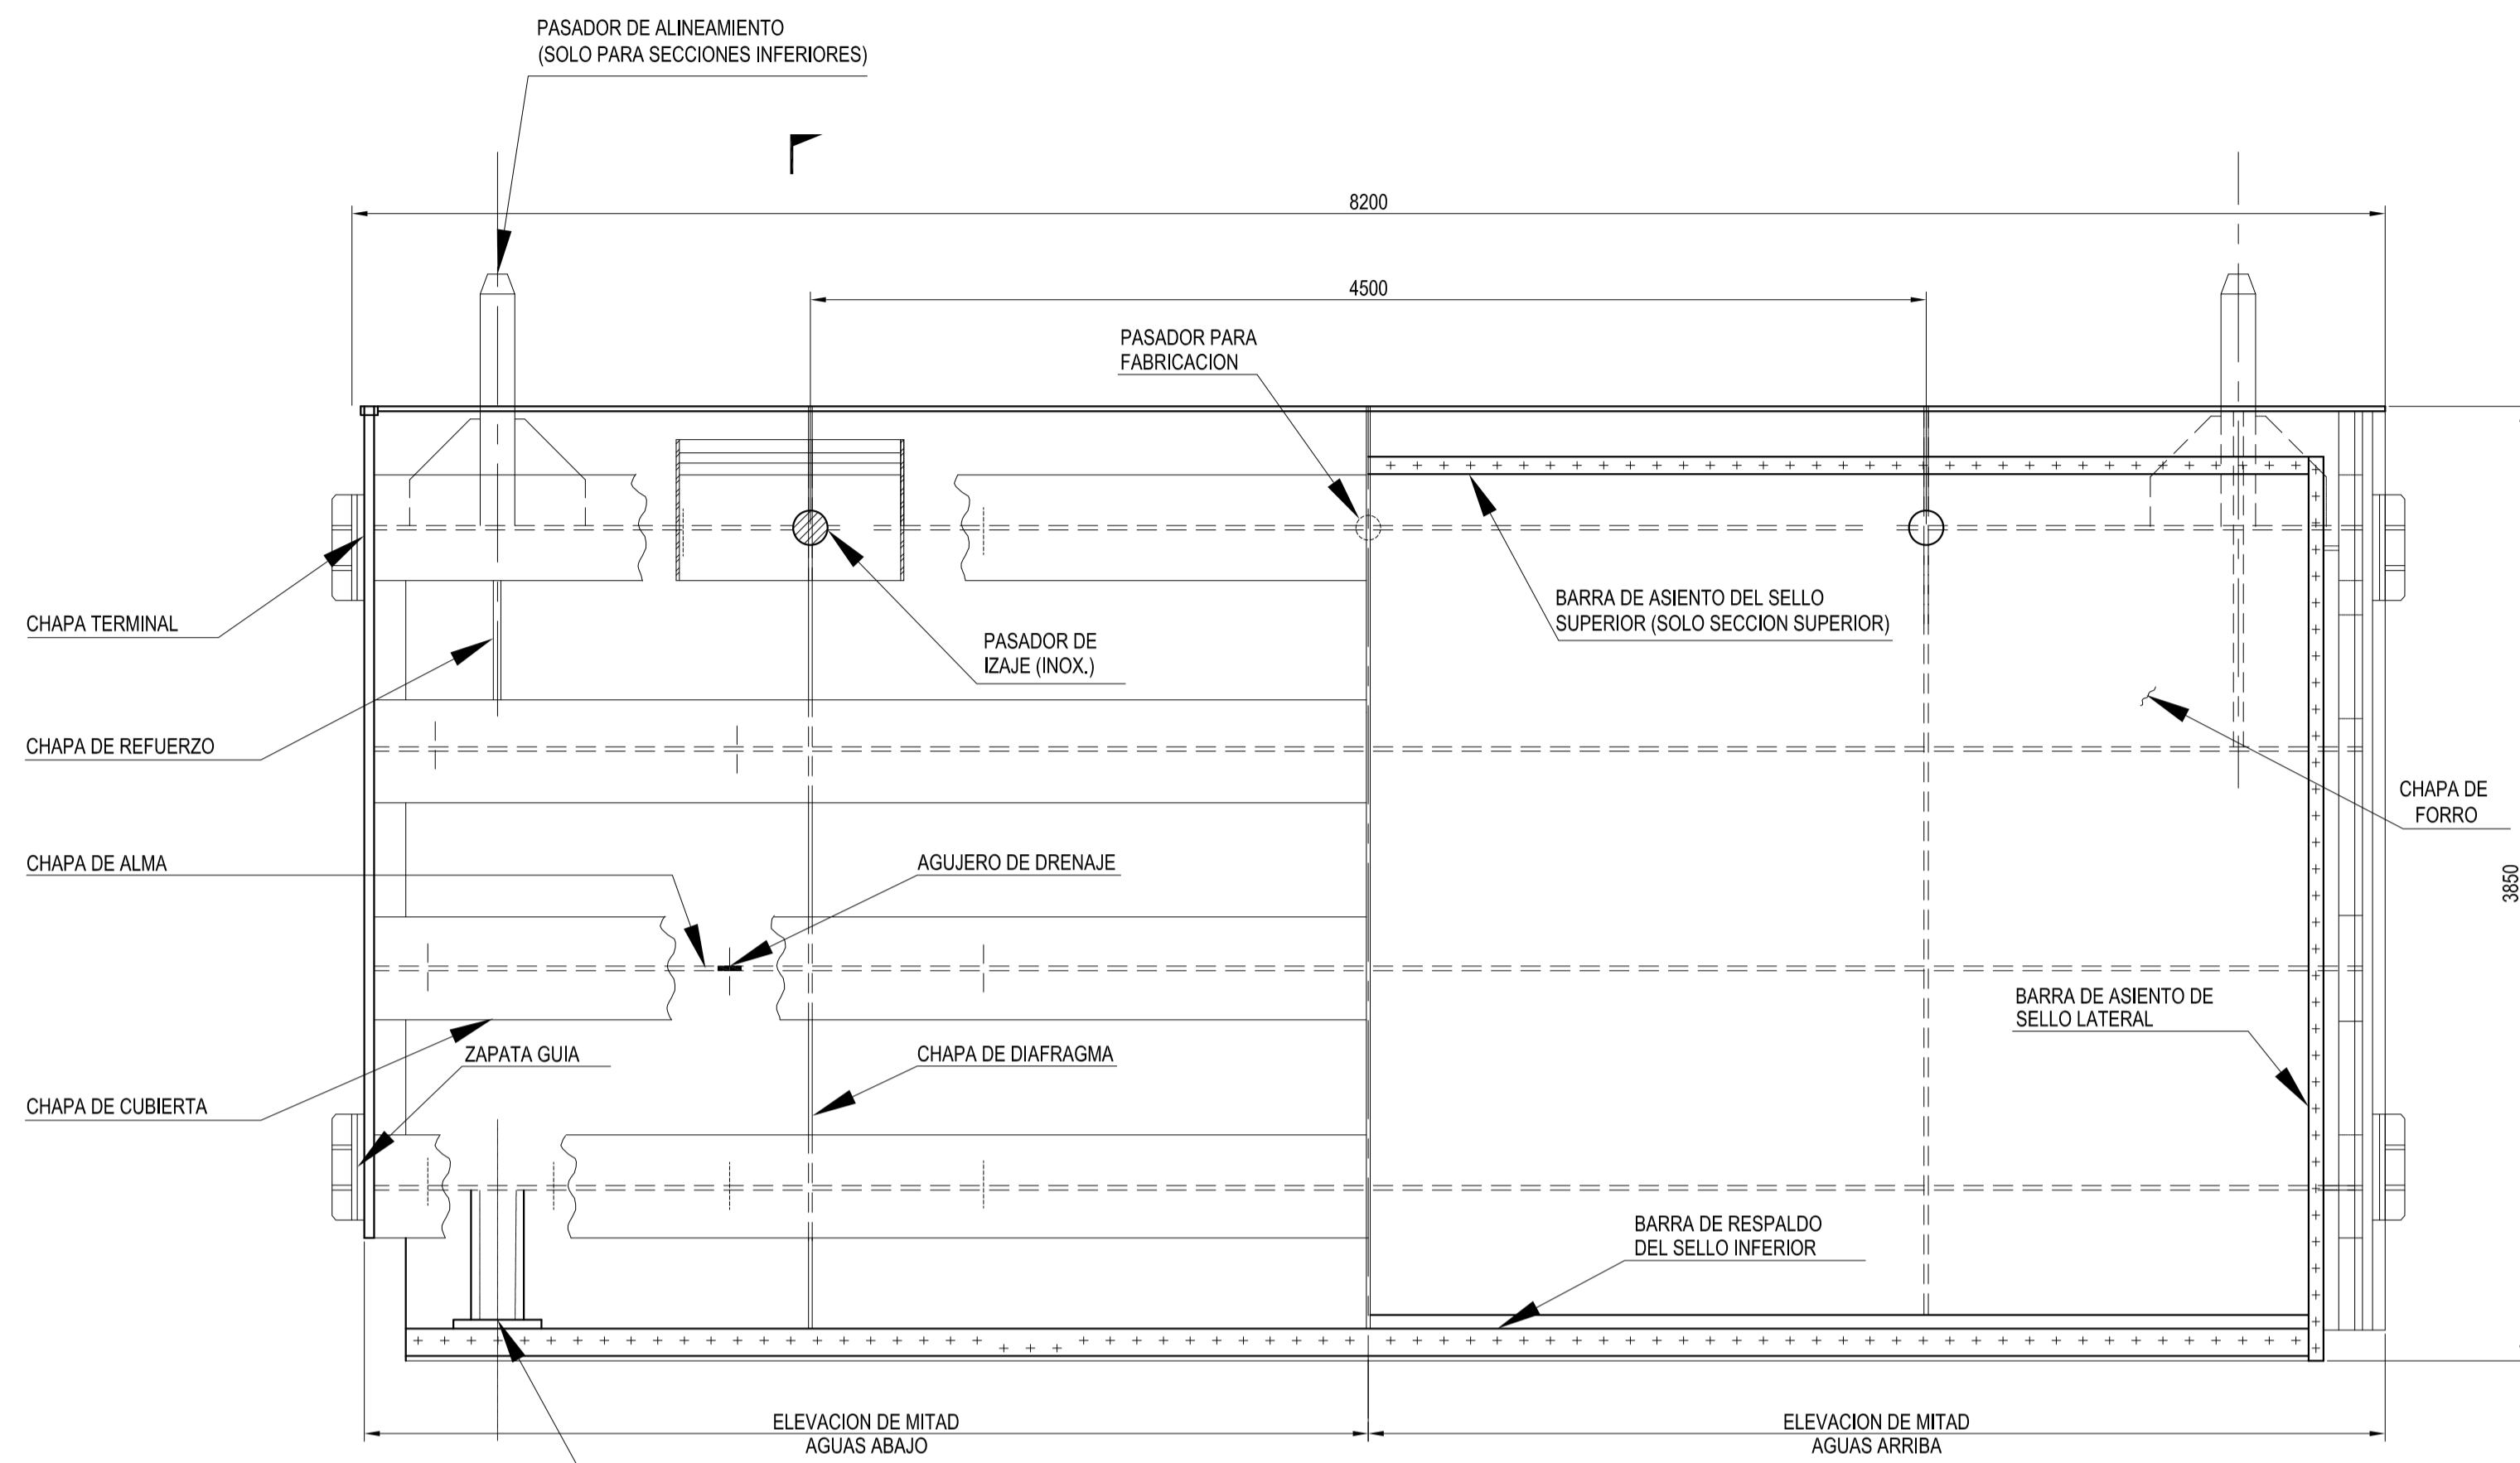 PASADOR DE ALINEAMIENTO
(SOLO PARA SECCIONES INFERIORES)
8200
4500
PASADOR PARA
FABRICACION
BARRA DE ASIENTO DEL SELLO
SUPERIOR (SOLO SECCION SUPERIOR)
CHAPA TERMINAL
PASADOR DE
IZAJE (INOX.)
CHAPA DE REFUERZO
CHAPA DE
FORRO
CHAPA DE ALMA
AGUJERO DE DRENAJE
3850
BARRA DE ASIENTO DE
SELLO LATERAL
ZAPATA GUIA
CHAPA DE DIAFRAGMA
CHAPA DE CUBIERTA
BARRA DE RESPALDO
DEL SELLO INFERIOR
ELEVACION DE MITAD
AGUAS ABAJO
ELEVACION DE MITAD
AGUAS ARRIBA